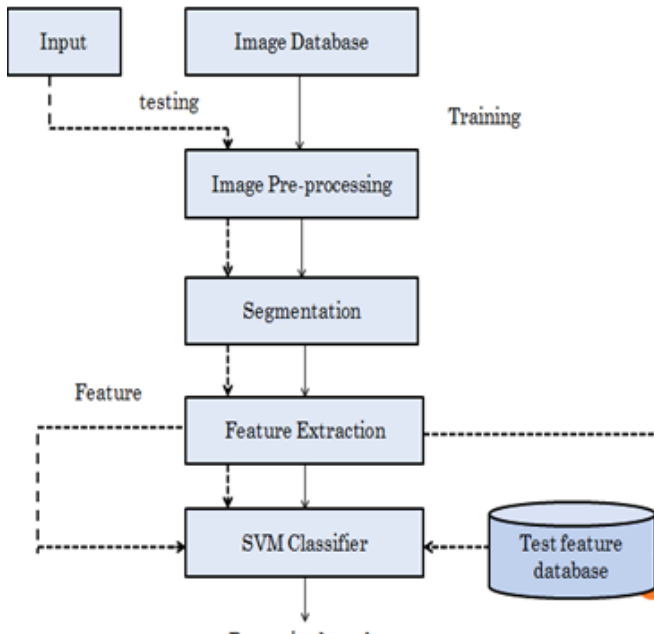 Input
Image Database
testing
Training
Image Pre-processing
Segmentation
Feature
Feature Extraction
SVM Classifier
Test feature
database